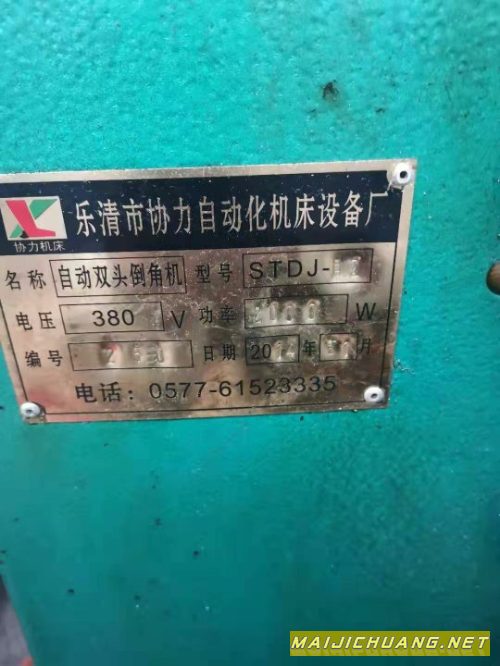 乐清市协力自动化机床设备厂
协力机床
名称 自动双头倒角机 型号 STDJ-
电压 380 V 功率 W
编号 日期 20 年 月
电话：0577-61523335
MAIJICHUANG.NET